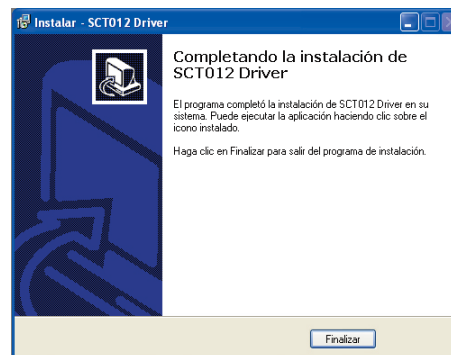 Instalar - SCT012 Driver
Completando la instalación de
SCT012 Driver
El programa completó la instalación de SCT012 Driver en su
sistema. Puede ejecutar la aplicación haciendo clic sobre el
icono instalado.
Haga clic en Finalizar para salir del programa de instalación.
Finalizar